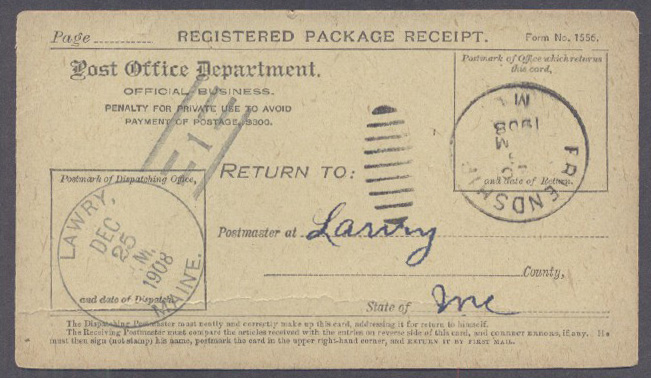 Page
REGISTERED PACKAGE RECEIPT.
Form No. 1556.
Post Office Department.
OFFICIAL BUSINESS.
PENALTY FOR PRIVATE USE TO AVOID
PAYMENT OF POSTAGE, $300.
Postmark of Office which returns
this card,
FRIENDSHIP
1908
M
and date of Return.
RETURN TO:
Postmark of Dispatching Office,
LAWRY,
DEC
25
M.
1908
MAINE.
and date of Dispatch.
Postmaster at Lawry
County,
State of Me
The Dispatching Postmaster must neatly and correctly make up this card, addressing it for return to himself.
The Receiving Postmaster must compare the articles received with the entries on reverse side of this card, and CORRECT ERRORS, if any. He
must then sign (not stamp) his name, postmark the card in the upper right-hand corner, and RETURN IT BY FIRST MAIL.